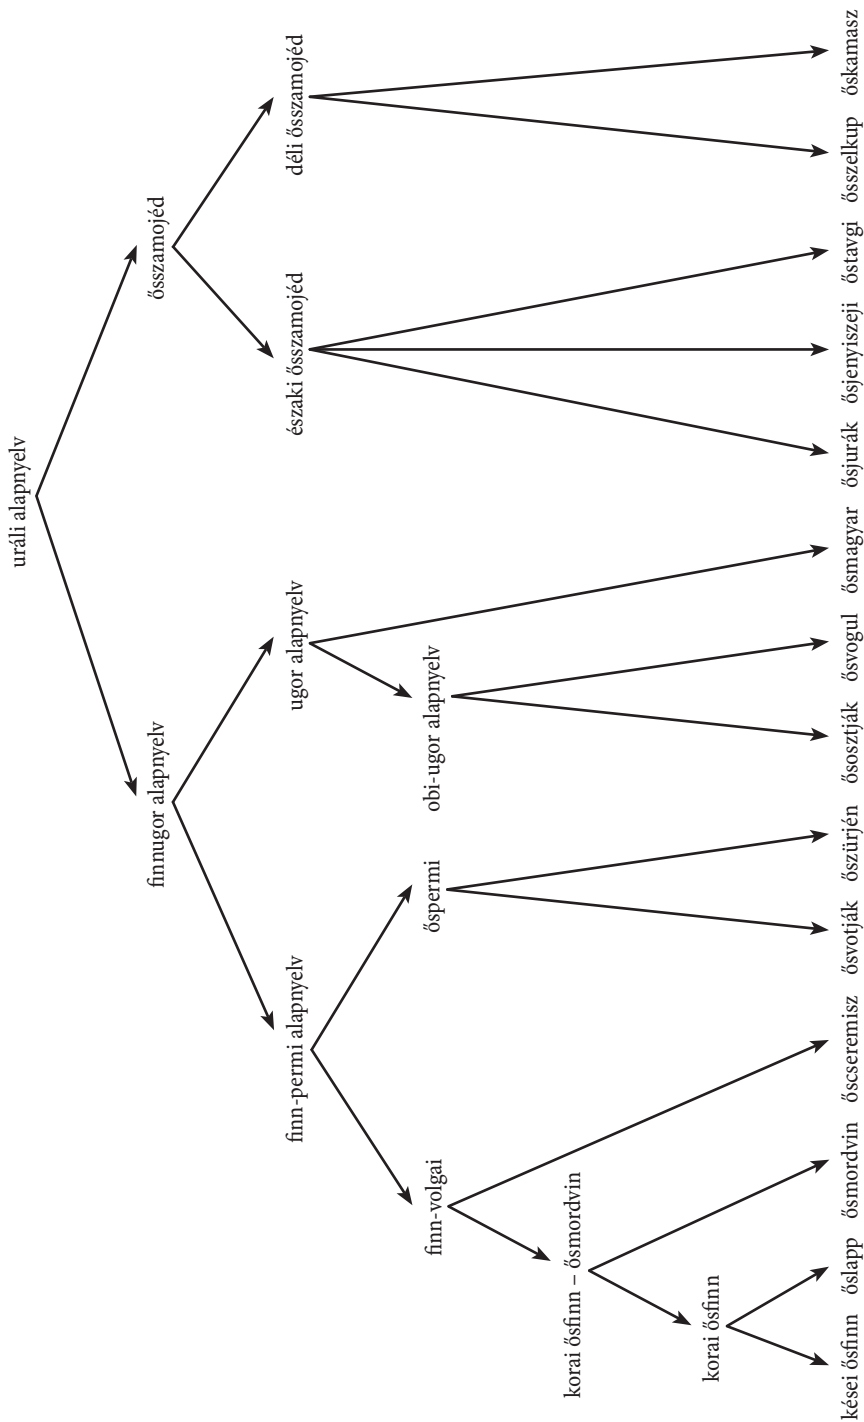 uráli alapnyelv
finnugor alapnyelv
ősszamojéd
finn-permi alapnyelv
ugor alapnyelv
északi ősszamojéd
déli ősszamojéd
finn-volgai
őspermi
obi-ugor alapnyelv
korai ősfinn – ősmordvin
korai ősfinn
kései ősfinn
őslapp
ősmordvin
őscseremisz
ősvotják
őszürjén
ősosztják
ősvogul
ősmagyar
ősjurák
ősjenyiszeji
őstavgi
ősszelkup
őskamasz